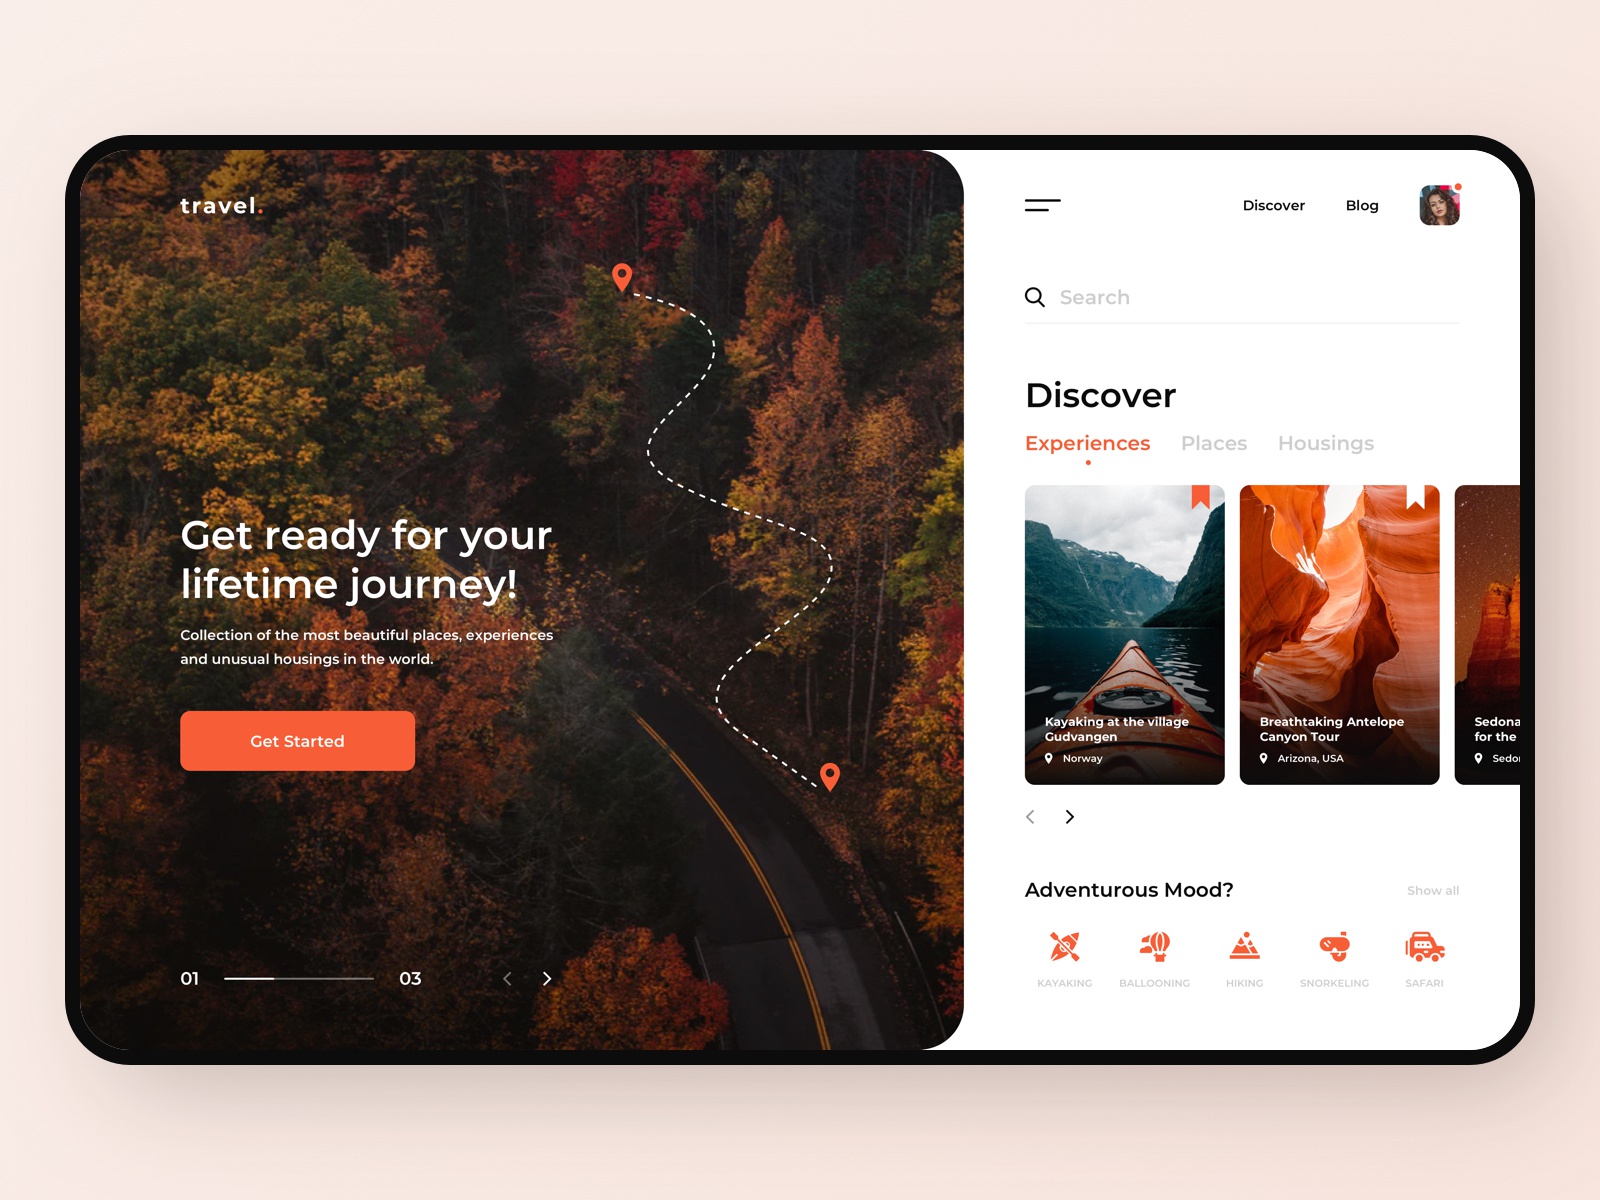 travel.
Get ready for your
lifetime journey!
Collection of the most beautiful places, experiences
and unusual housings in the world.
Get Started
01
03
Discover
Blog
Search
Discover
Experiences
Places
Housings
Kayaking at the village
Gudvangen
Norway
Breathtaking Antelope
Canyon Tour
Arizona, USA
Sedona
for the
Sedon
Adventurous Mood?
Show all
KAYAKING
BALLOONING
HIKING
SNORKELING
SAFARI